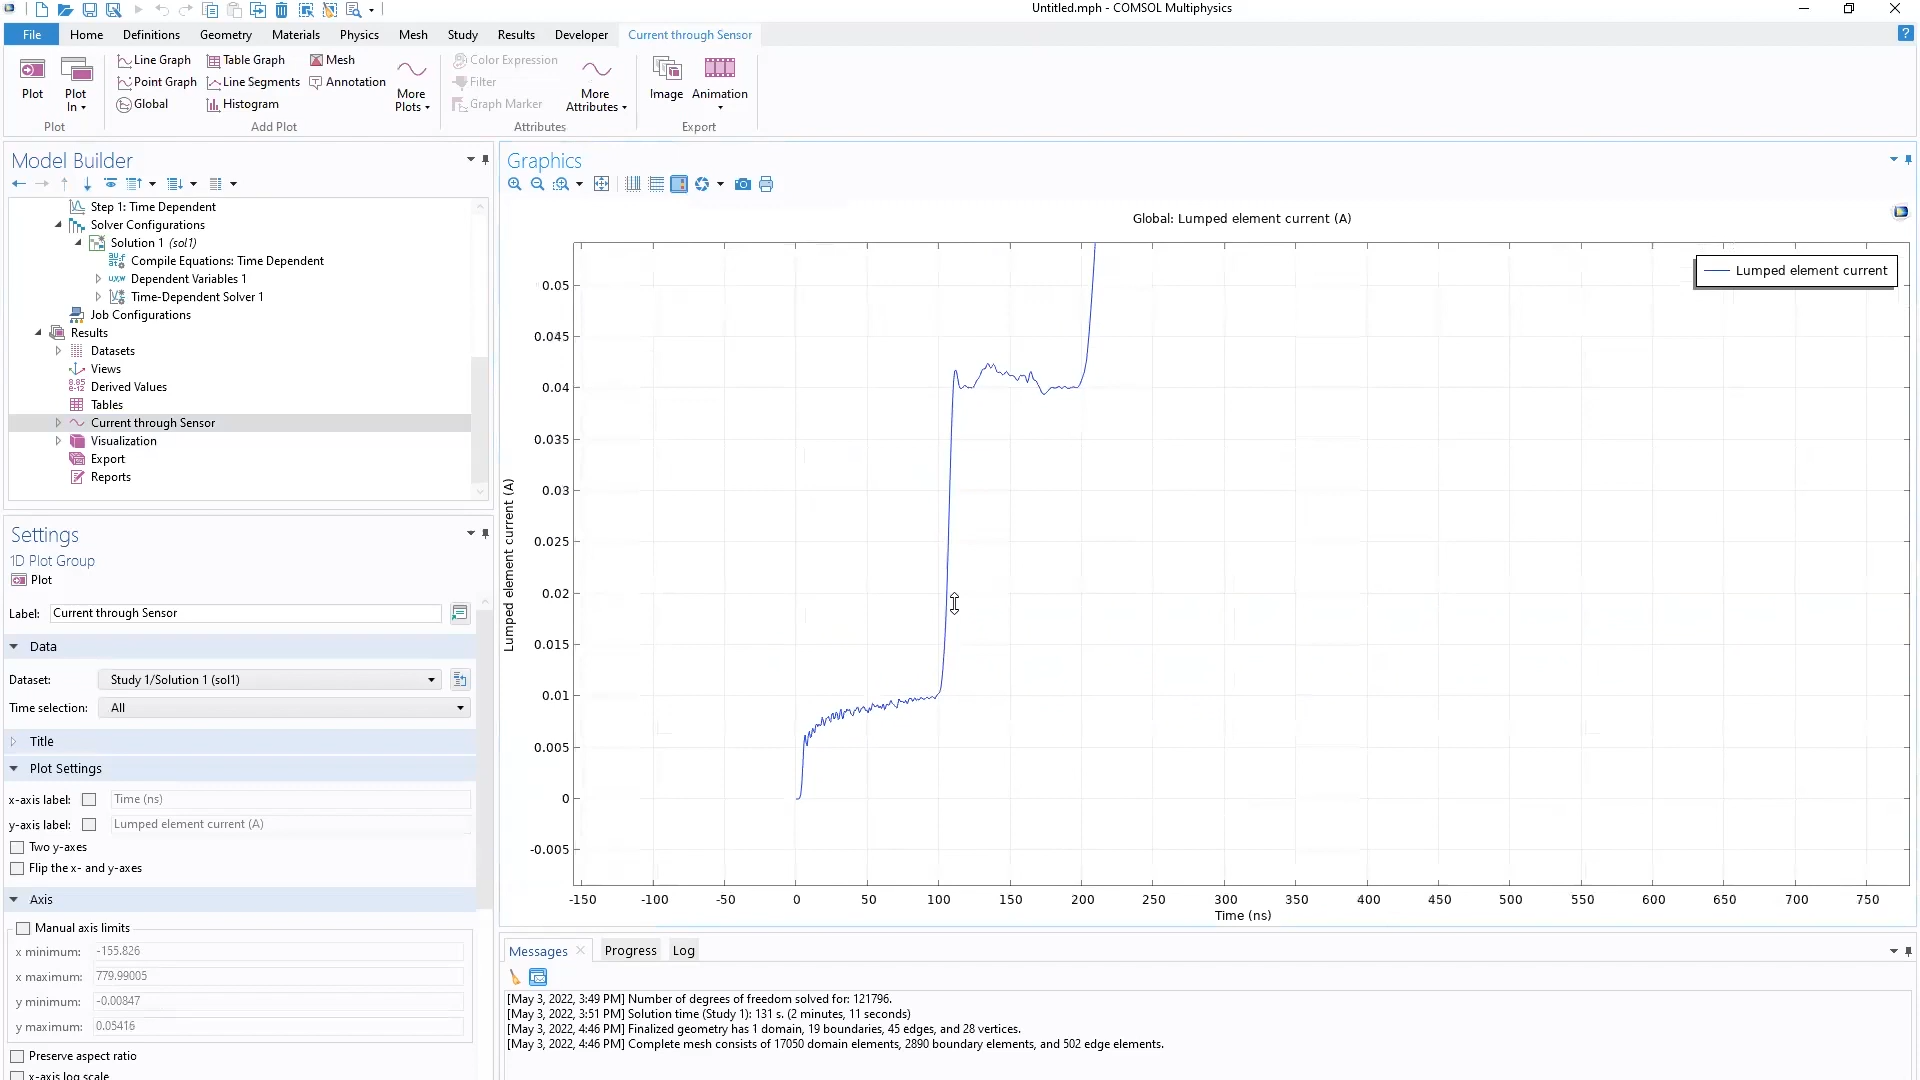 Untitled.mph - COMSOL Multiphysics
File Home Definitions Geometry Materials Physics Mesh Study Results Developer Current through Sensor
Plot
Plot In
Line Graph Table Graph Mesh
Point Graph Line Segments Annotation
Global Histogram
More Plots
Color Expression
Filter
Graph Marker
More Attributes
Image Animation
Plot Add Plot Attributes Export
Model Builder
Step 1: Time Dependent
Solver Configurations
Solution 1 (sol1)
Compile Equations: Time Dependent
Dependent Variables 1
Time-Dependent Solver 1
Job Configurations
Results
Datasets
Views
8.85
e-12
Derived Values
Tables
Current through Sensor
Visualization
Export
Reports
Settings
1D Plot Group
Plot
Label: Current through Sensor
Data
Dataset: Study 1/Solution 1 (sol1)
Time selection: All
Title
Plot Settings
x-axis label: Time (ns)
y-axis label: Lumped element current (A)
Two y-axes
Flip the x- and y-axes
Axis
Manual axis limits
x minimum: -155.826
x maximum: 779.99005
y minimum: -0.00847
y maximum: 0.05416
Preserve aspect ratio
x-axis log scale
Graphics
Global: Lumped element current (A)
Lumped element current
Lumped element current (A)
0.05
0.045
0.04
0.035
0.03
0.025
0.02
0.015
0.01
0.005
0
-0.005
-150 -100 -50 0 50 100 150 200 250 300 350 400 450 500 550 600 650 700 750
Time (ns)
Messages Progress Log
[May 3, 2022, 3:49 PM] Number of degrees of freedom solved for: 121796.
[May 3, 2022, 3:51 PM] Solution time (Study 1): 131 s. (2 minutes, 11 seconds)
[May 3, 2022, 4:46 PM] Finalized geometry has 1 domain, 19 boundaries, 45 edges, and 28 vertices.
[May 3, 2022, 4:46 PM] Complete mesh consists of 17050 domain elements, 2890 boundary elements, and 502 edge elements.